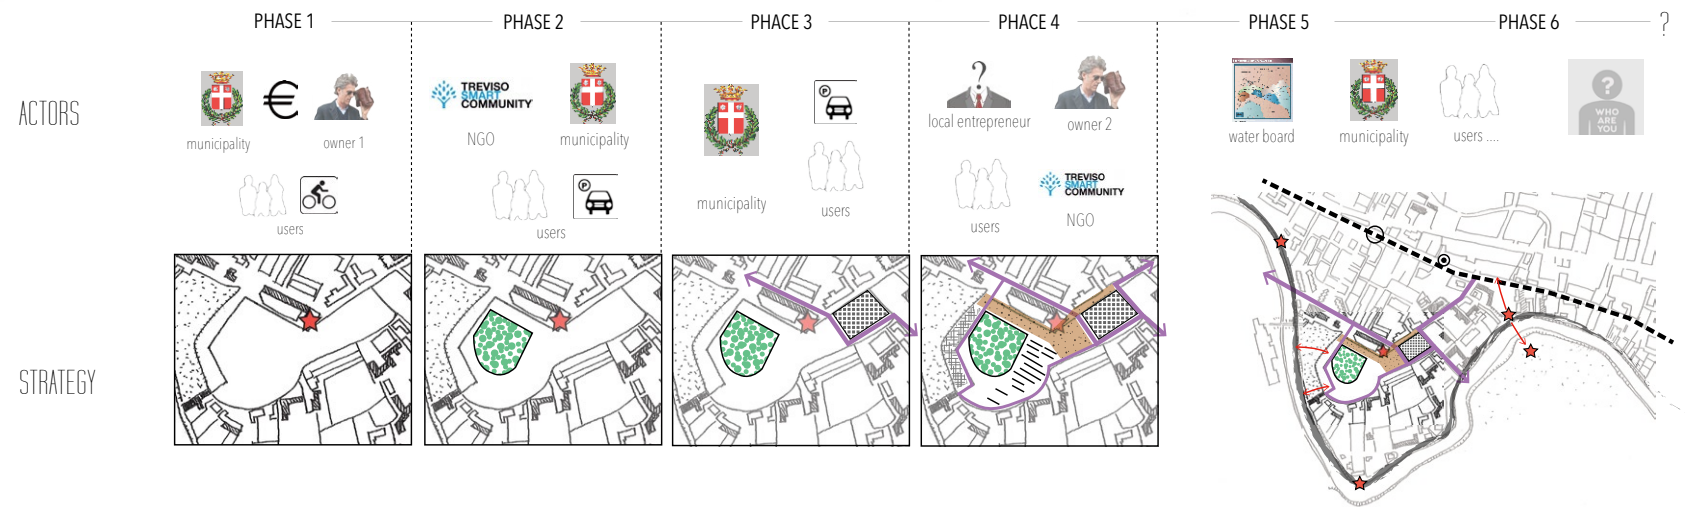 PHASE 1
PHASE 2
PHACE 3
PHACE 4
PHASE 5
PHASE 6
?
ACTORS
municipality
€
owner 1
users
TREVISO
SMART
COMMUNITY
NGO
municipality
P
users
municipality
P
users
?
local entrepreneur
owner 2
users
TREVISO
SMART
COMMUNITY
NGO
water board
municipality
users ....
?
WHO
ARE
YOU
STRATEGY